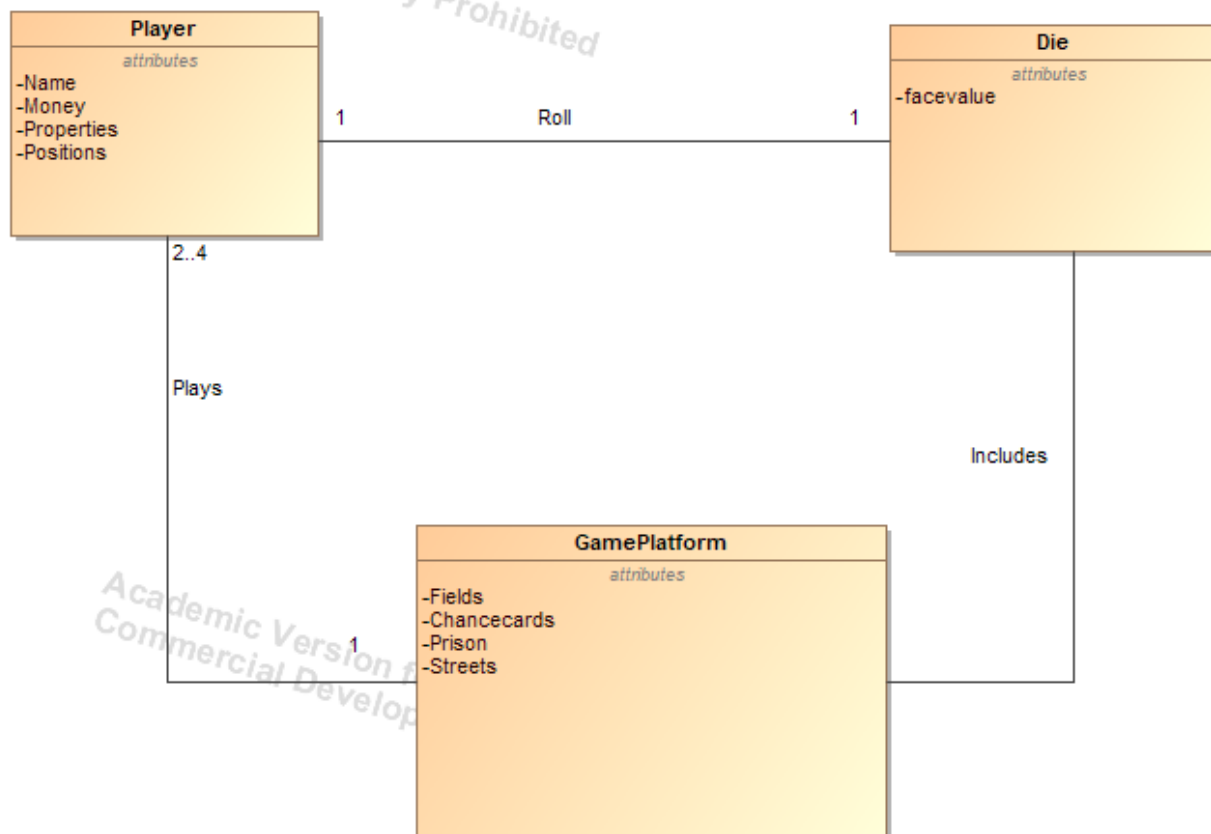 y Prohibited
Player
attributes
-Name
-Money
-Properties
-Positions
1
Roll
1
Die
attributes
-facevalue
2..4
Plays
Includes
GamePlatform
attributes
-Fields
-Chancecards
-Prison
-Streets
1
Academic Version f
Commercial Develop